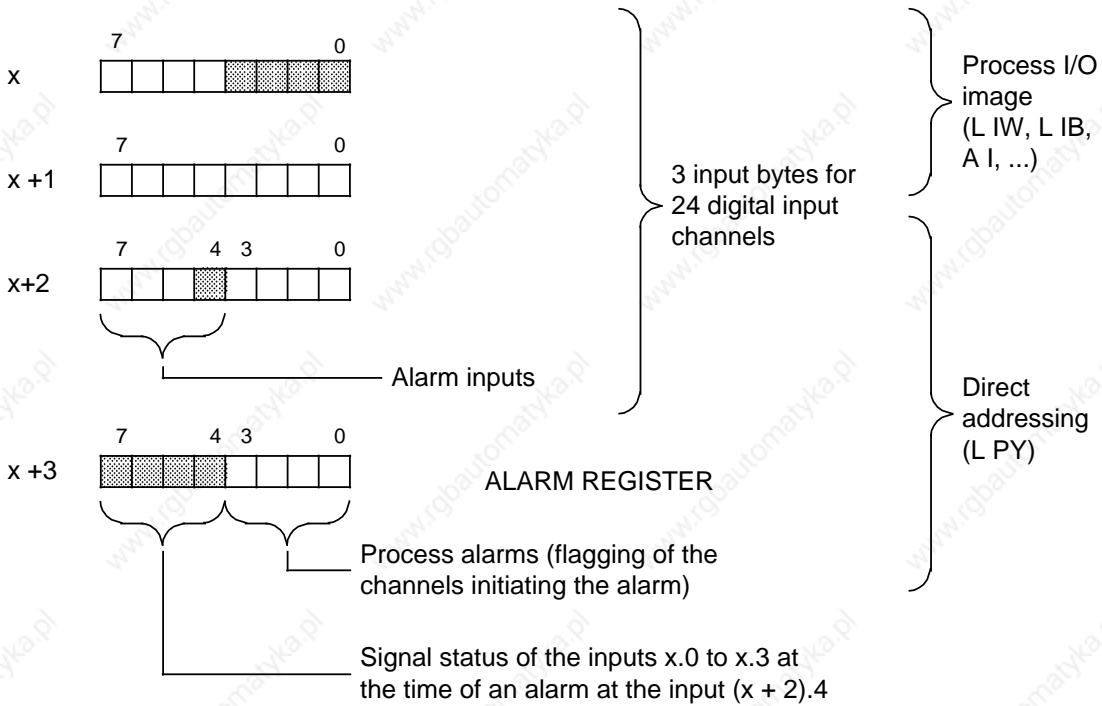 7 0
x
7 0
x +1
7 4 3 0
x+2
Alarm inputs
3 input bytes for
24 digital input
channels
Process I/O
image
(L IW, L IB,
A I, ...)
Direct
addressing
(L PY)
7 4 3 0
x +3
ALARM REGISTER
Process alarms (flagging of the
channels initiating the alarm)
Signal status of the inputs x.0 to x.3 at
the time of an alarm at the input (x + 2).4
www.rgbautomatyka.pl